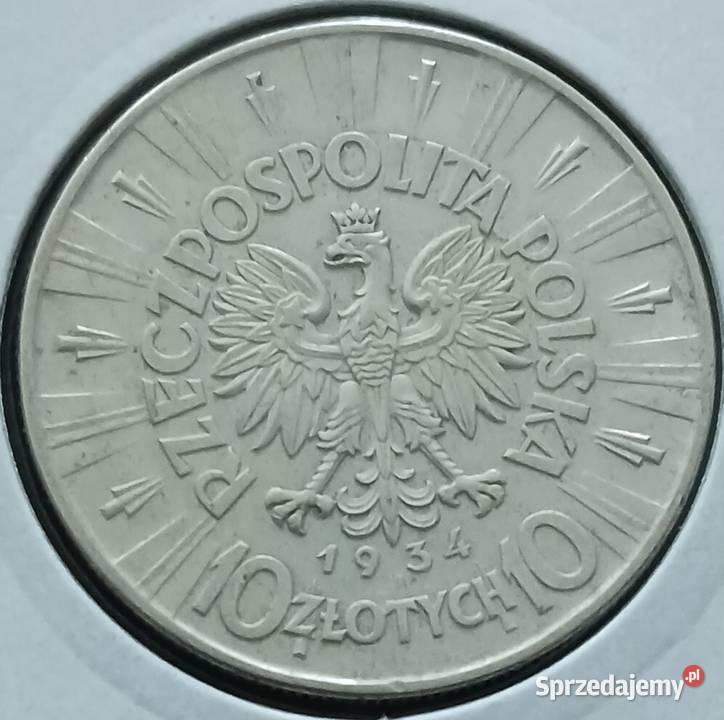 RZECZPOSPOLITA POLSKA
1934
10 ZŁOTYCH 10
Sprzedajemy.pl